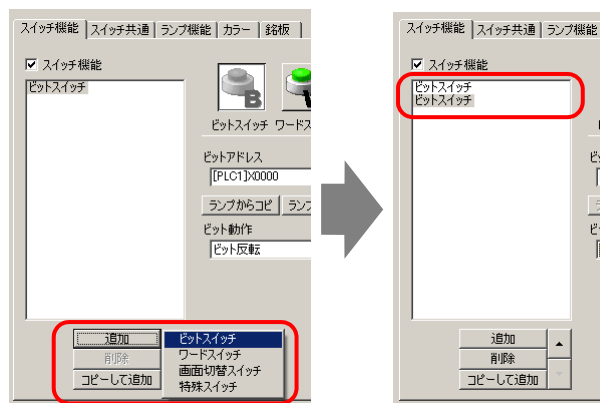 スイッチ機能 スイッチ共通 ランプ機能 カラー 銘板
スイッチ機能
ビットスイッチ
B
ビットスイッチ ワードス
ビットアドレス
[PLC1]X0000
ランプからコピ ラン
ビット動作
ビット反転
追加
削除
コピーして追加
ビットスイッチ
ワードスイッチ
画面切替スイッチ
特殊スイッチ
スイッチ機能 スイッチ共通 ランプ機能
スイッチ機能
ビットスイッチ
ビットスイッチ
追加
削除
コピーして追加